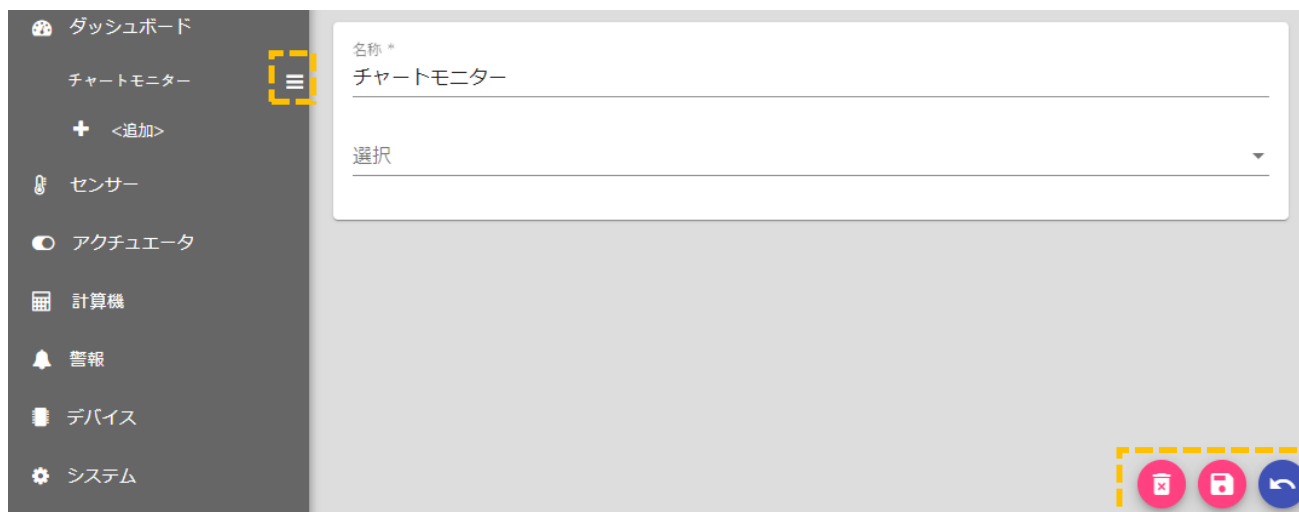 ダッシュボード
チャートモニター
<追加>
センサー
アクチュエータ
計算機
警報
デバイス
システム
名称 *
チャートモニター
選択